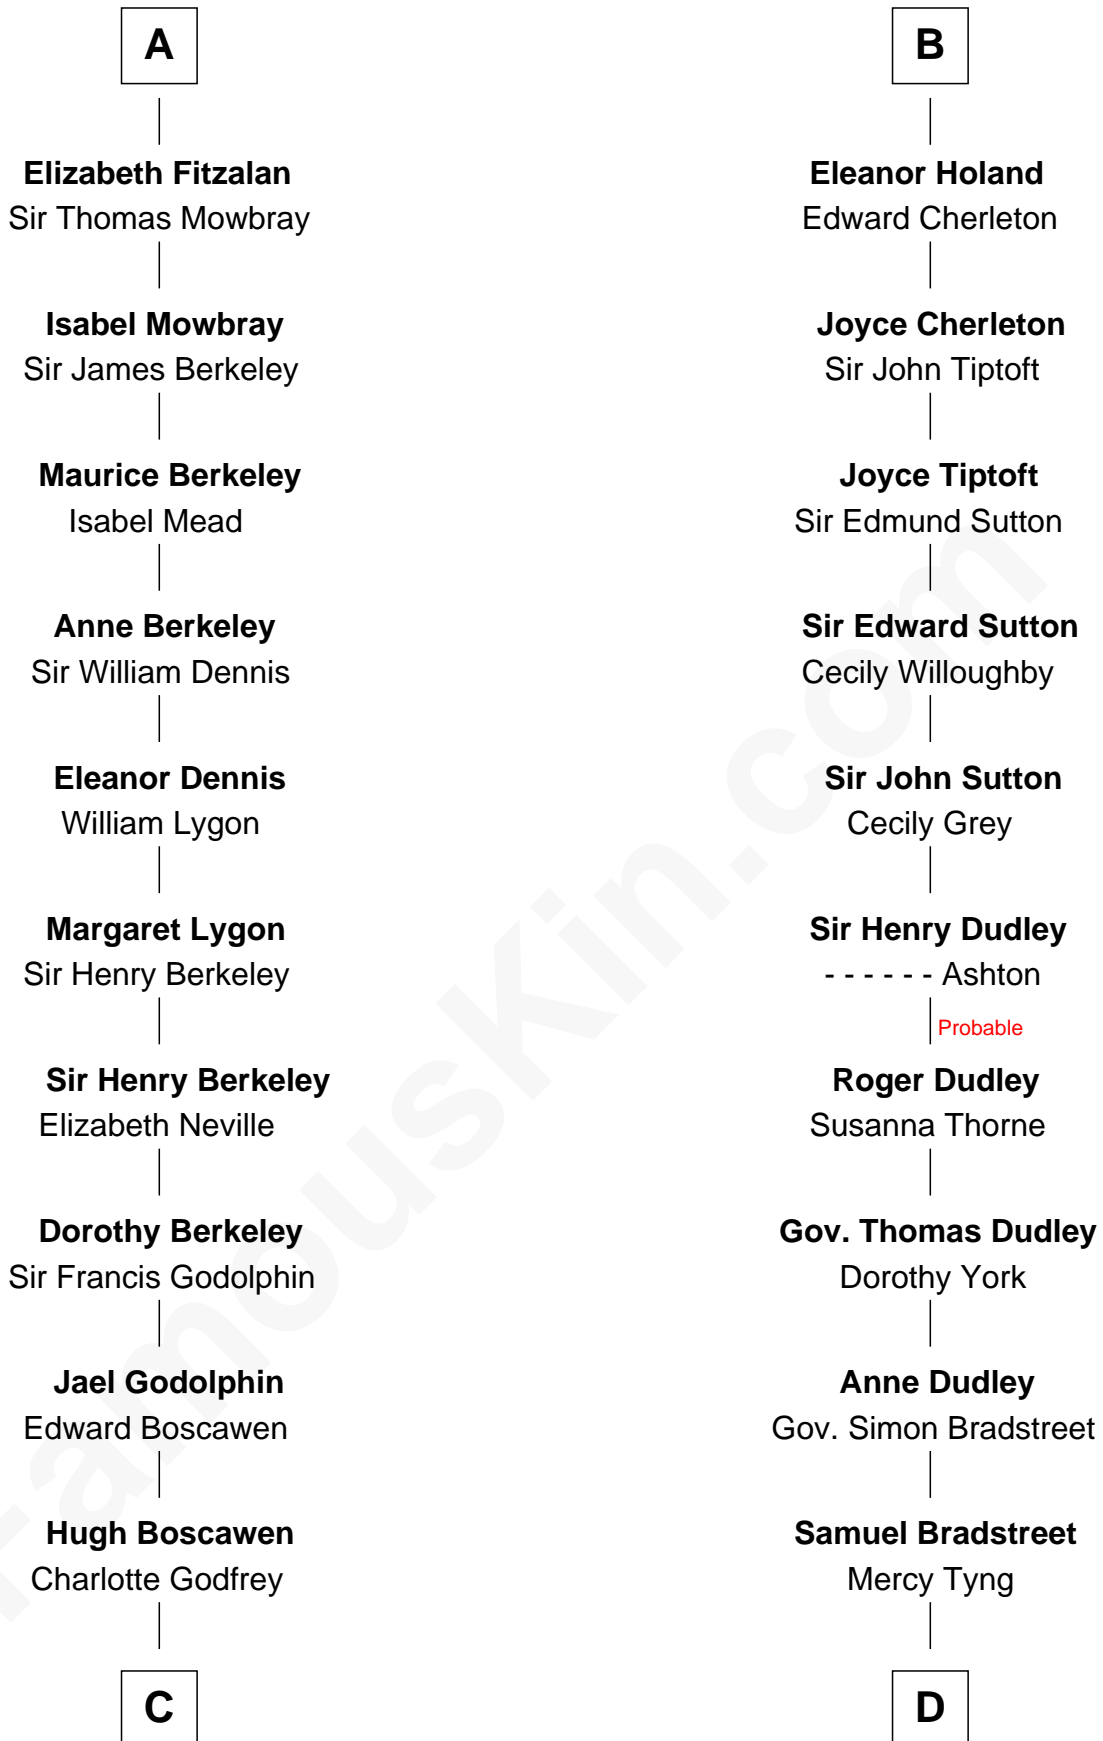 A
Elizabeth Fitzalan
Sir Thomas Mowbray
Isabel Mowbray
Sir James Berkeley
Maurice Berkeley
Isabel Mead
Anne Berkeley
Sir William Dennis
Eleanor Dennis
William Lygon
Margaret Lygon
Sir Henry Berkeley
Sir Henry Berkeley
Elizabeth Neville
Dorothy Berkeley
Sir Francis Godolphin
Jael Godolphin
Edward Boscawen
Hugh Boscawen
Charlotte Godfrey
C
B
Eleanor Holand
Edward Cherleton
Joyce Cherleton
Sir John Tiptoft
Joyce Tiptoft
Sir Edmund Sutton
Sir Edward Sutton
Cecily Willoughby
Sir John Sutton
Cecily Grey
Sir Henry Dudley
- - - - - - Ashton
Probable
Roger Dudley
Susanna Thorne
Gov. Thomas Dudley
Dorothy York
Anne Dudley
Gov. Simon Bradstreet
Samuel Bradstreet
Mercy Tyng
D
FamousKin.com